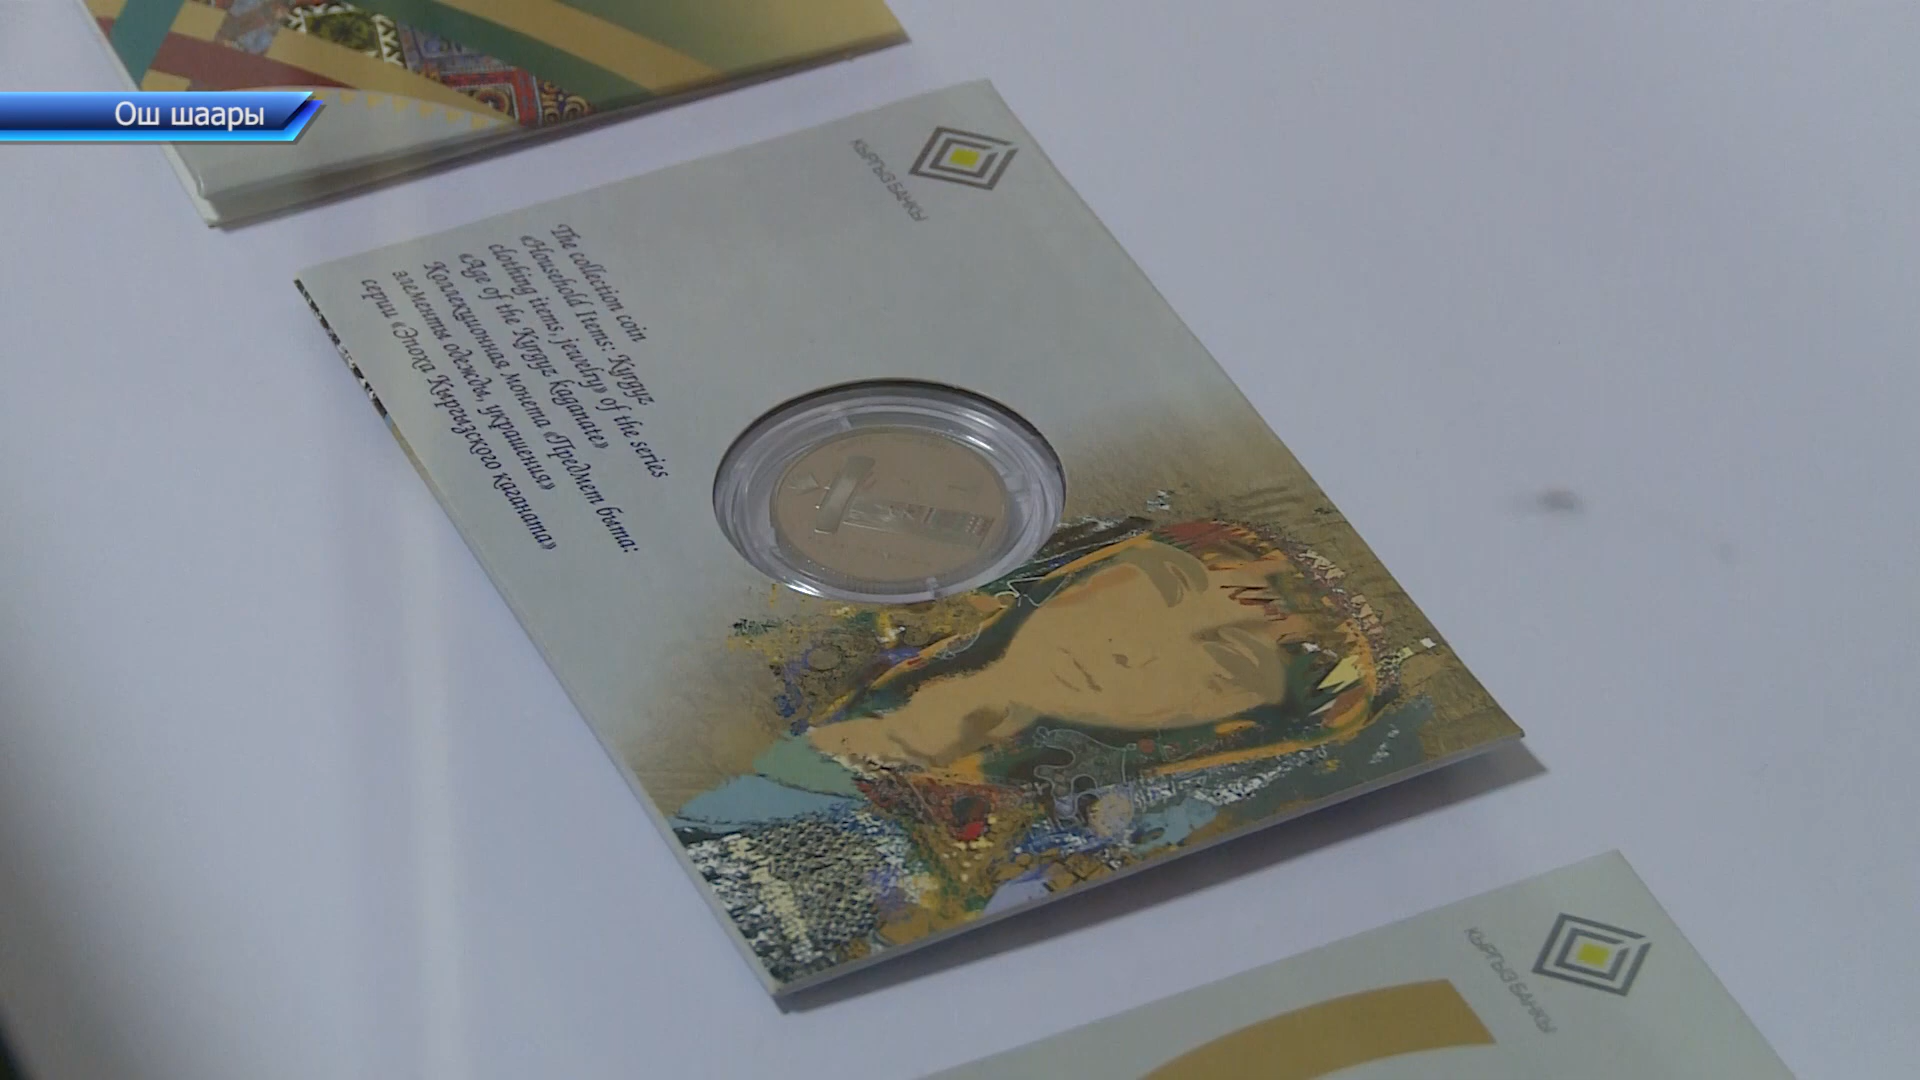 Ош шаары
КЫРГЫЗ БАНКЫ
The collection coin
«Household Items: Kyrgyz
clothing items, jewelry» of the series
«Age of the Kyrgyz kaganate»
Коллекционная монета «Предмет быта:
элементы одежды, украшения»
серии «Эпоха Кыргызского каганата»
КЫРГЫЗ БАНКЫ